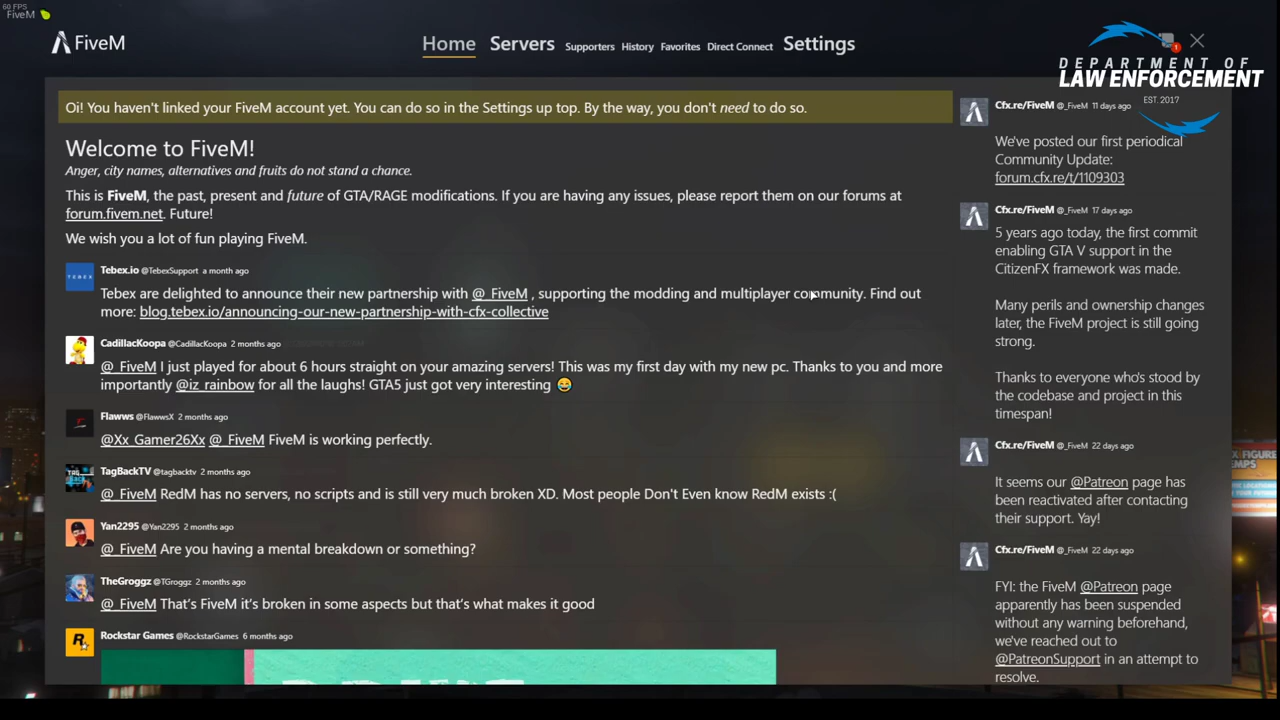 60 FPS
FiveM
FiveM
Home Servers Supporters History Favorites Direct Connect Settings
1
DEPARTMENT OF
LAW ENFORCEMENT
EST. 2017
Oi! You haven't linked your FiveM account yet. You can do so in the Settings up top. By the way, you don't need to do so.
Welcome to FiveM!
Anger, city names, alternatives and fruits do not stand a chance.
This is FiveM, the past, present and future of GTA/RAGE modifications. If you are having any issues, please report them on our forums at
forum.fivem.net. Future!
We wish you a lot of fun playing FiveM.
TEBEX
Tebex.io @TebexSupport a month ago
Tebex are delighted to announce their new partnership with @_FiveM , supporting the modding and multiplayer community. Find out
more: blog.tebex.io/announcing-our-new-partnership-with-cfx-collective
CadillacKoopa @CadillacKoopa 2 months ago
@_FiveM I just played for about 6 hours straight on your amazing servers! This was my first day with my new pc. Thanks to you and more
importantly @iz_rainbow for all the laughs! GTA5 just got very interesting 😂
Flawws @FlawwsX 2 months ago
@Xx_Gamer26Xx @_FiveM FiveM is working perfectly.
TagBackTV @tagbacktv 2 months ago
@_FiveM RedM has no servers, no scripts and is still very much broken XD. Most people Don't Even know RedM exists :(
Yan2295 @Yan2295 2 months ago
@_FiveM Are you having a mental breakdown or something?
TheGroggz @TGroggz 2 months ago
@_FiveM That's FiveM it's broken in some aspects but that's what makes it good
Rockstar Games @RockstarGames 6 months ago
Cfx.re/FiveM @_FiveM 11 days ago
We've posted our first periodical
Community Update:
forum.cfx.re/t/1109303
Cfx.re/FiveM @_FiveM 17 days ago
5 years ago today, the first commit
enabling GTA V support in the
CitizenFX framework was made.
Many perils and ownership changes
later, the FiveM project is still going
strong.
Thanks to everyone who's stood by
the codebase and project in this
timespan!
Cfx.re/FiveM @_FiveM 22 days ago
It seems our @Patreon page has
been reactivated after contacting
their support. Yay!
Cfx.re/FiveM @_FiveM 22 days ago
FYI: the FiveM @Patreon page
apparently has been suspended
without any warning beforehand,
we've reached out to
@PatreonSupport in an attempt to
resolve.